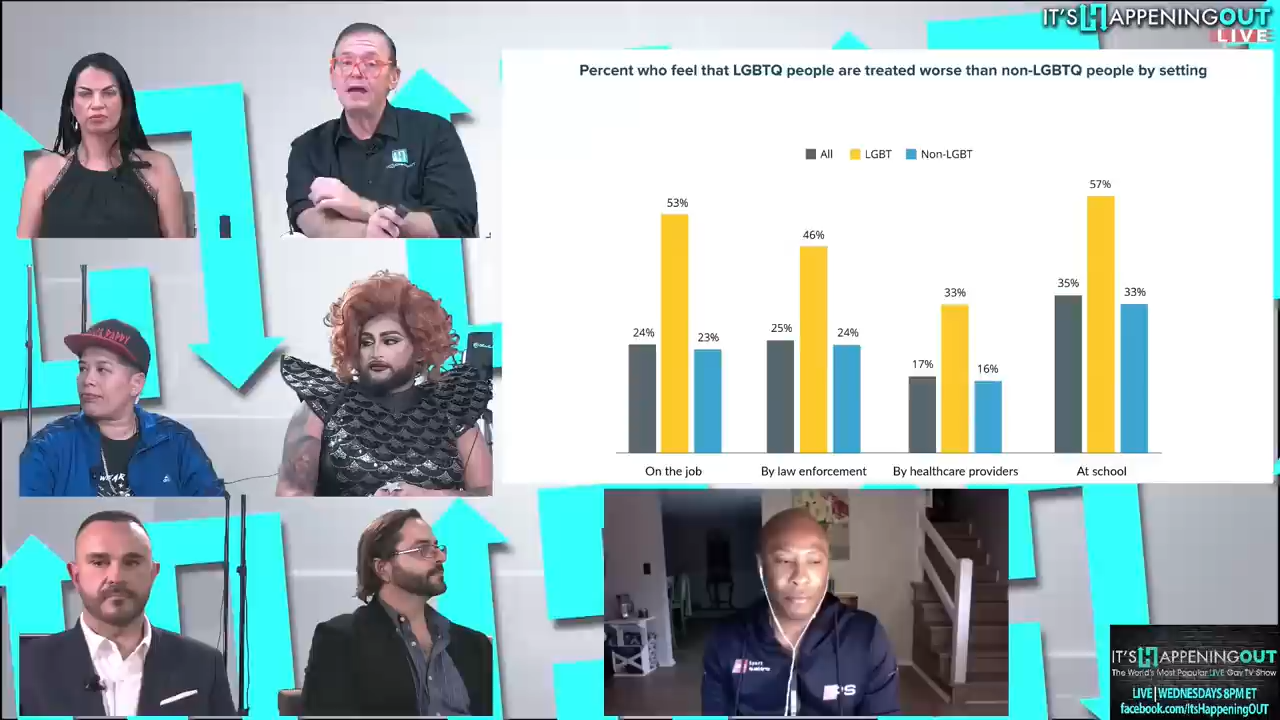 IT'S HAPPENINGOUT
LIVE
Percent who feel that LGBTQ people are treated worse than non-LGBTQ people by setting
All LGBT Non-LGBT
24% 53% 23%
25% 46% 24%
17% 33% 16%
35% 57% 33%
On the job By law enforcement By healthcare providers At school
WEAR
IT'S HAPPENINGOUT
The World's Most Popular LIVE Gay TV Show
LIVE | WEDNESDAYS 8PM ET
facebook.com/ItsHappeningOUT